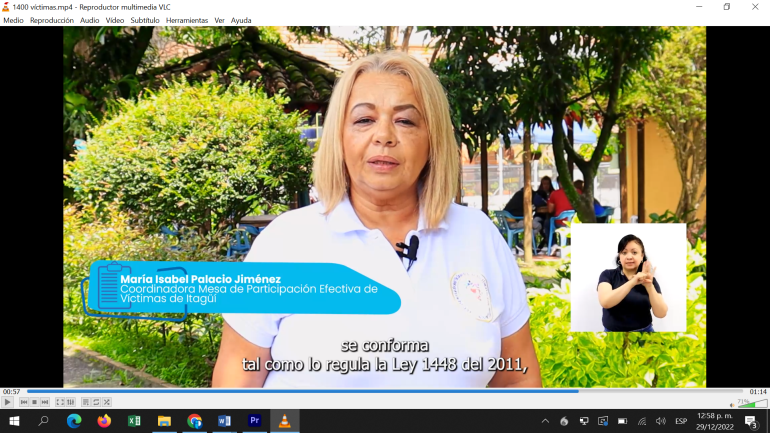 1400 víctimas.mp4 - Reproductor multimedia VLC
Medio Reproducción Audio Vídeo Subtítulo Herramientas Ver Ayuda
María Isabel Palacio Jiménez
Coordinadora Mesa de Participación Efectiva de
Víctimas de Itagüí
se conforma
tal como lo regula la Ley 1448 del 2011,
00:57
01:14
71%
ESP
12:58 p. m.
29/12/2022
3